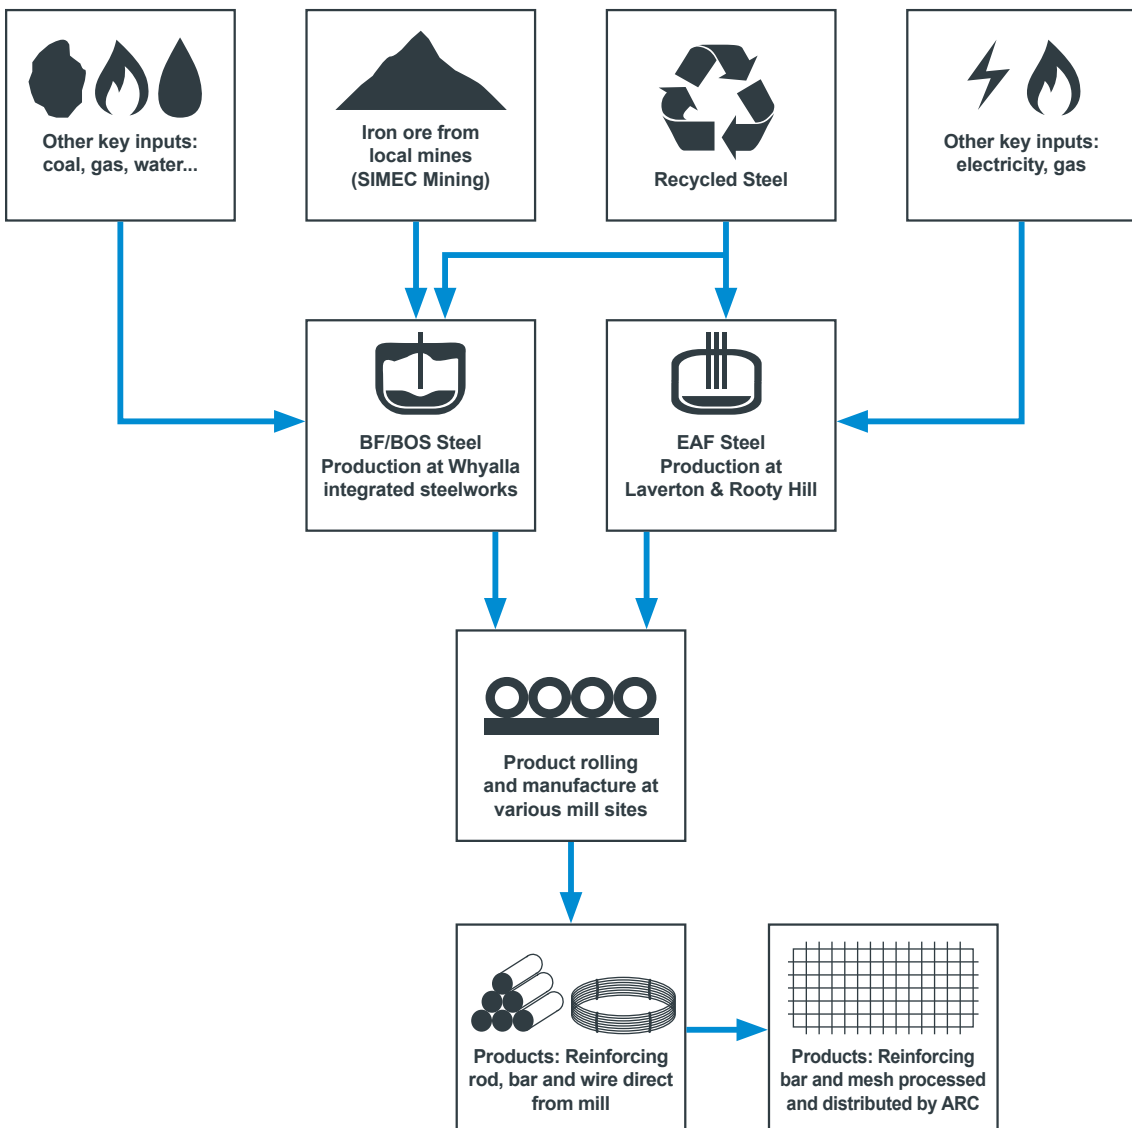 Other key inputs:
coal, gas, water...
Iron ore from
local mines
(SIMEC Mining)
Recycled Steel
Other key inputs:
electricity, gas
BF/BOS Steel
Production at Whyalla
integrated steelworks
EAF Steel
Production at
Laverton & Rooty Hill
Product rolling
and manufacture at
various mill sites
Products: Reinforcing
rod, bar and wire direct
from mill
Products: Reinforcing
bar and mesh processed
and distributed by ARC